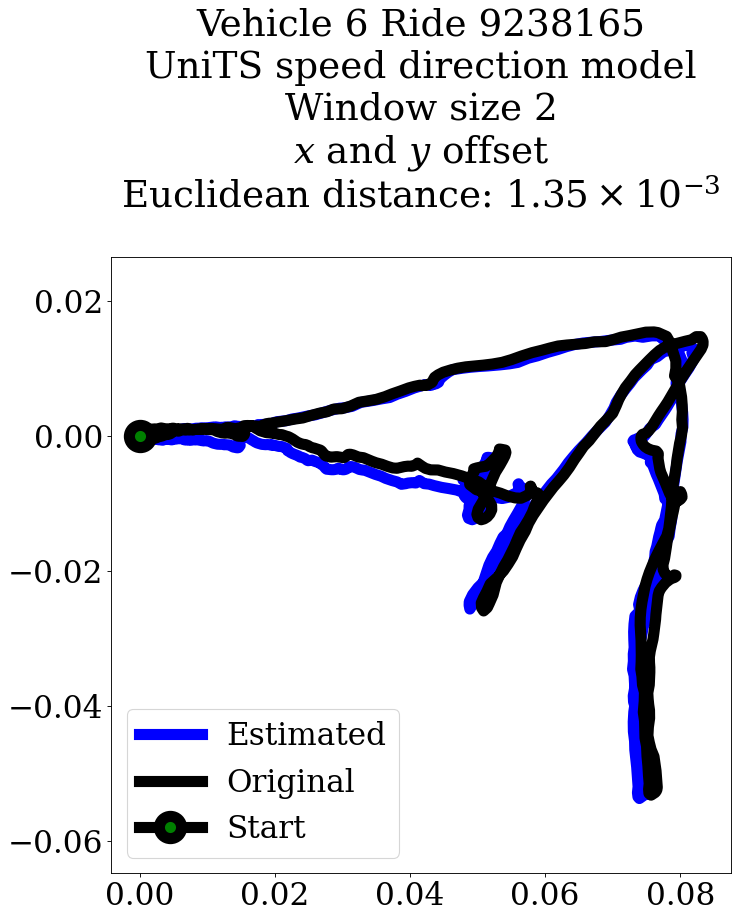 Vehicle 6 Ride 9238165
UniTS speed direction model
Window size 2
x and y offset
Euclidean distance: 1.35 × 10⁻³
0.02
0.00
−0.02
−0.04
−0.06
Estimated
Original
Start
0.00 0.02 0.04 0.06 0.08